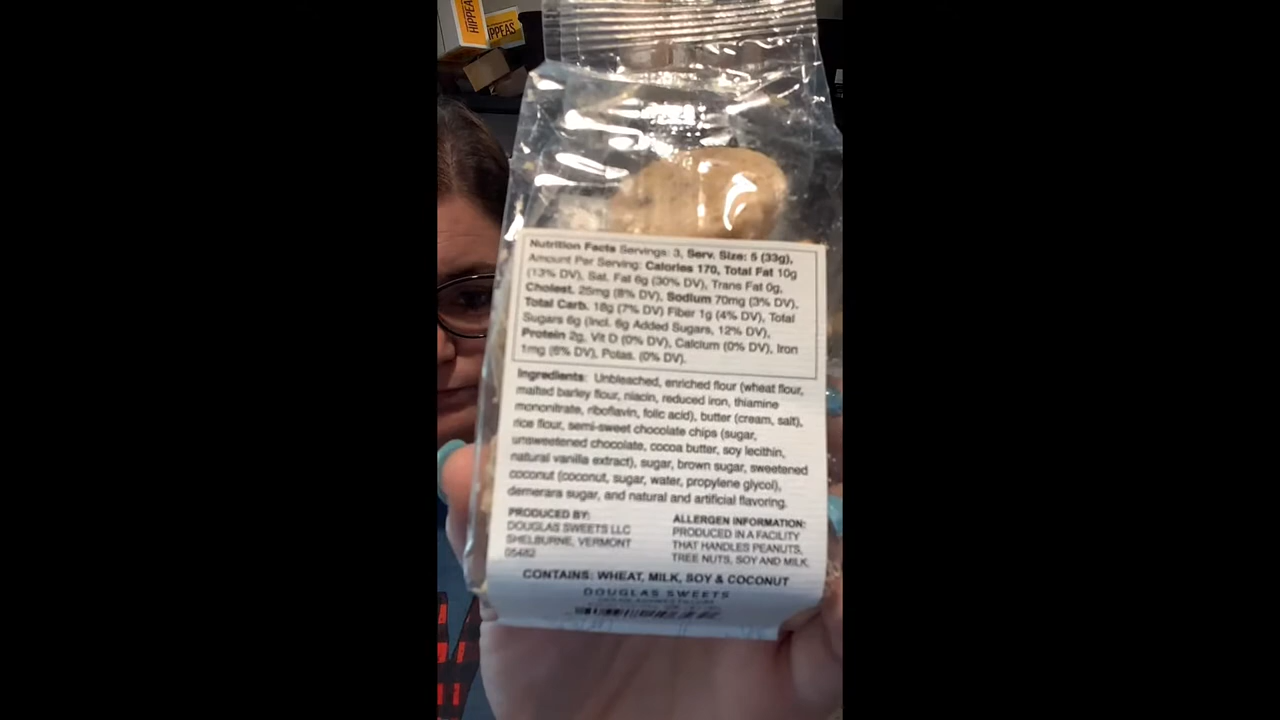 HIPPEAS
IPPEAS
Nutrition Facts Servings: 3, Serv. Size: 5 (33g),
Amount Per Serving: Calories 170, Total Fat 10g
(13% DV), Sat. Fat 6g (30% DV), Trans Fat 0g,
Cholest. 25mg (8% DV), Sodium 70mg (3% DV),
Total Carb. 18g (7% DV) Fiber 1g (4% DV), Total
Sugars 6g (Incl. 6g Added Sugars, 12% DV),
Protein 2g, Vit D (0% DV), Calcium (0% DV), Iron
1mg (6% DV), Potas. (0% DV).
Ingredients: Unbleached, enriched flour (wheat flour,
malted barley flour, niacin, reduced iron, thiamine
mononitrate, riboflavin, folic acid), butter (cream, salt),
rice flour, semi-sweet chocolate chips (sugar,
unsweetened chocolate, cocoa butter, soy lecithin,
natural vanilla extract), sugar, brown sugar, sweetened
coconut (coconut, sugar, water, propylene glycol),
demerara sugar, and natural and artificial flavoring.
PRODUCED BY:
DOUGLAS SWEETS LLC
SHELBURNE, VERMONT
05482
ALLERGEN INFORMATION:
PRODUCED IN A FACILITY
THAT HANDLES PEANUTS,
TREE NUTS, SOY AND MILK.
CONTAINS: WHEAT, MILK, SOY & COCONUT
DOUGLAS SWEETS